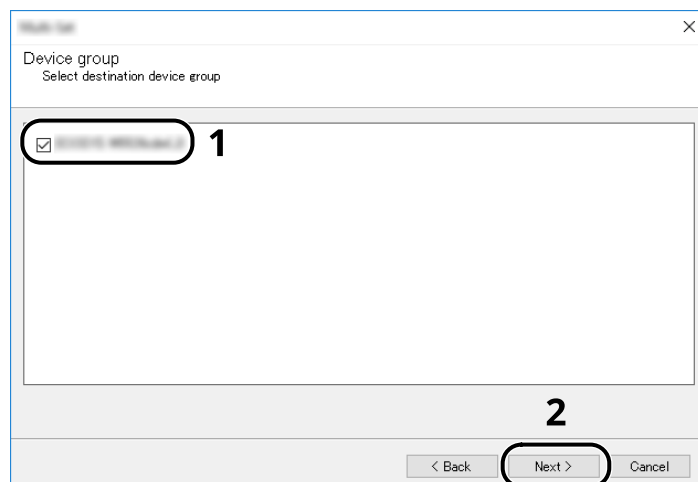 Device group
Select destination device group
1
2
< Back
Next >
Cancel